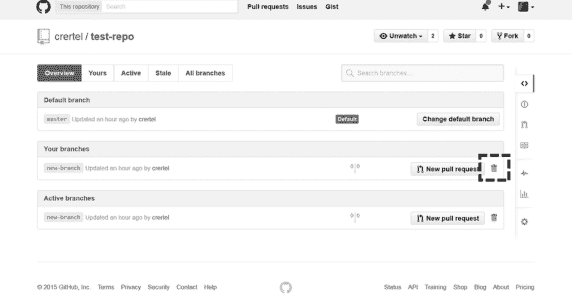 This repository Search Pull requests Issues Gist
crertel / test-repo Unwatch 2 Star 0 Fork 0
Overview Yours Active Stale All branches Search branches...
Default branch
master Updated an hour ago by crertel Default Change default branch
Your branches
new-branch Updated an hour ago by crertel 0 0 New pull request
Active branches
new-branch Updated an hour ago by crertel 0 0 New pull request
© 2015 GitHub, Inc. Terms Privacy Security Contact Help Status API Training Shop Blog About Pricing